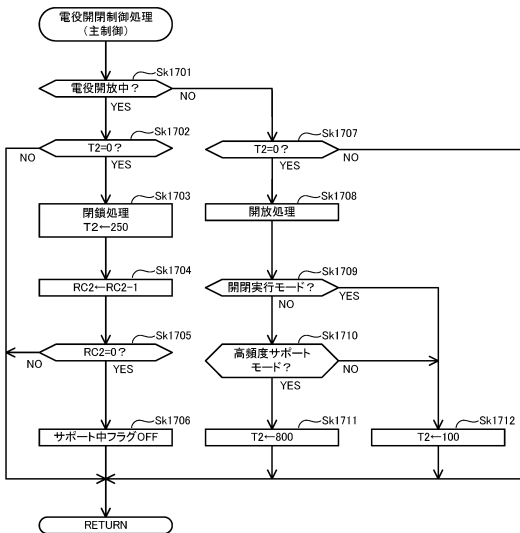 電役開閉制御処理
(主制御)
Sk1701
電役開放中？
NO
YES
Sk1702
T2=0？
NO
YES
Sk1707
T2=0？
NO
YES
Sk1703
閉鎖処理
T2←250
Sk1708
開放処理
Sk1704
RC2←RC2-1
Sk1709
開閉実行モード？
YES
NO
Sk1705
RC2=0？
NO
YES
Sk1710
高頻度サポート
モード？
NO
YES
Sk1706
サポート中フラグOFF
Sk1711
T2←800
Sk1712
T2←100
RETURN